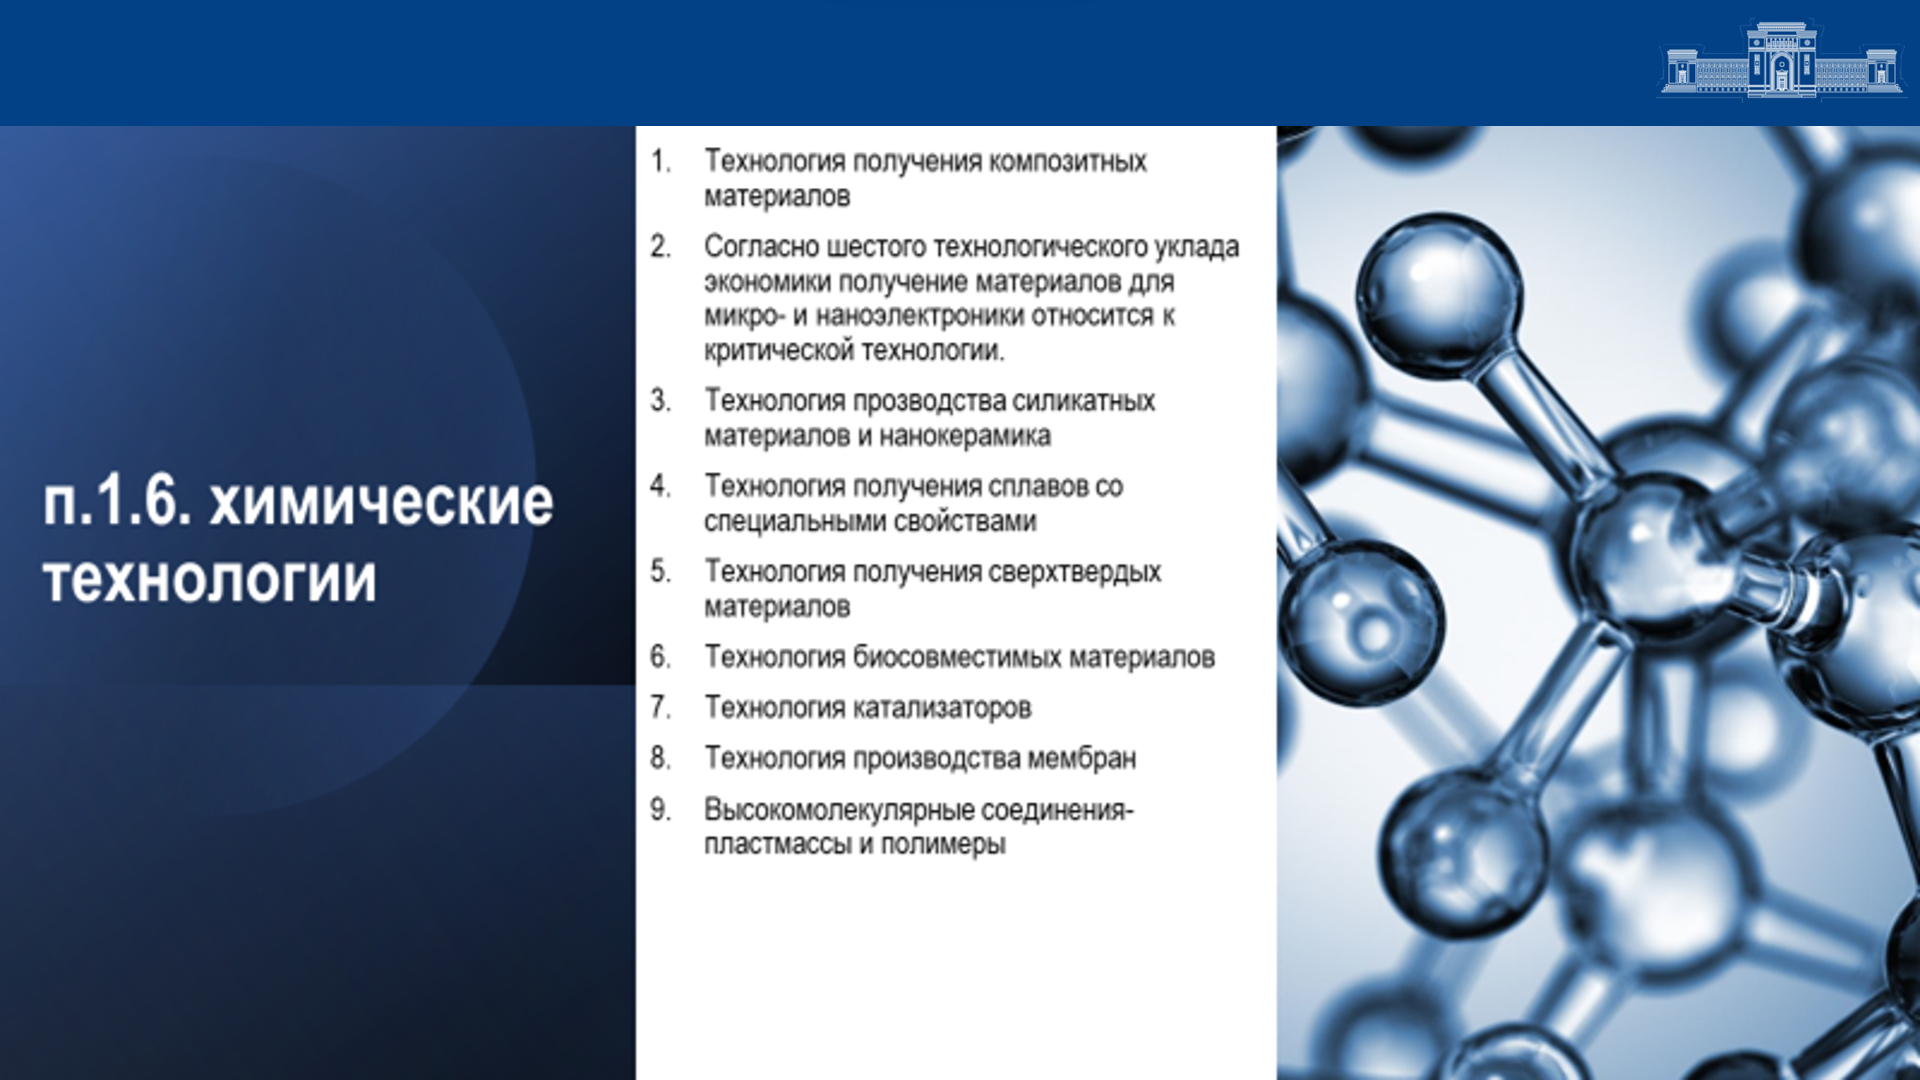 п.1.6. химические
технологии
1. Технология получения композитных
материалов
2. Согласно шестого технологического уклада
экономики получение материалов для
микро- и наноэлектроники относится к
критической технологии.
3. Технология прозводства силикатных
материалов и нанокерамика
4. Технология получения сплавов со
специальными свойствами
5. Технология получения сверхтвердых
материалов
6. Технология биосовместимых материалов
7. Технология катализаторов
8. Технология производства мембран
9. Высокомолекулярные соединения-
пластмассы и полимеры